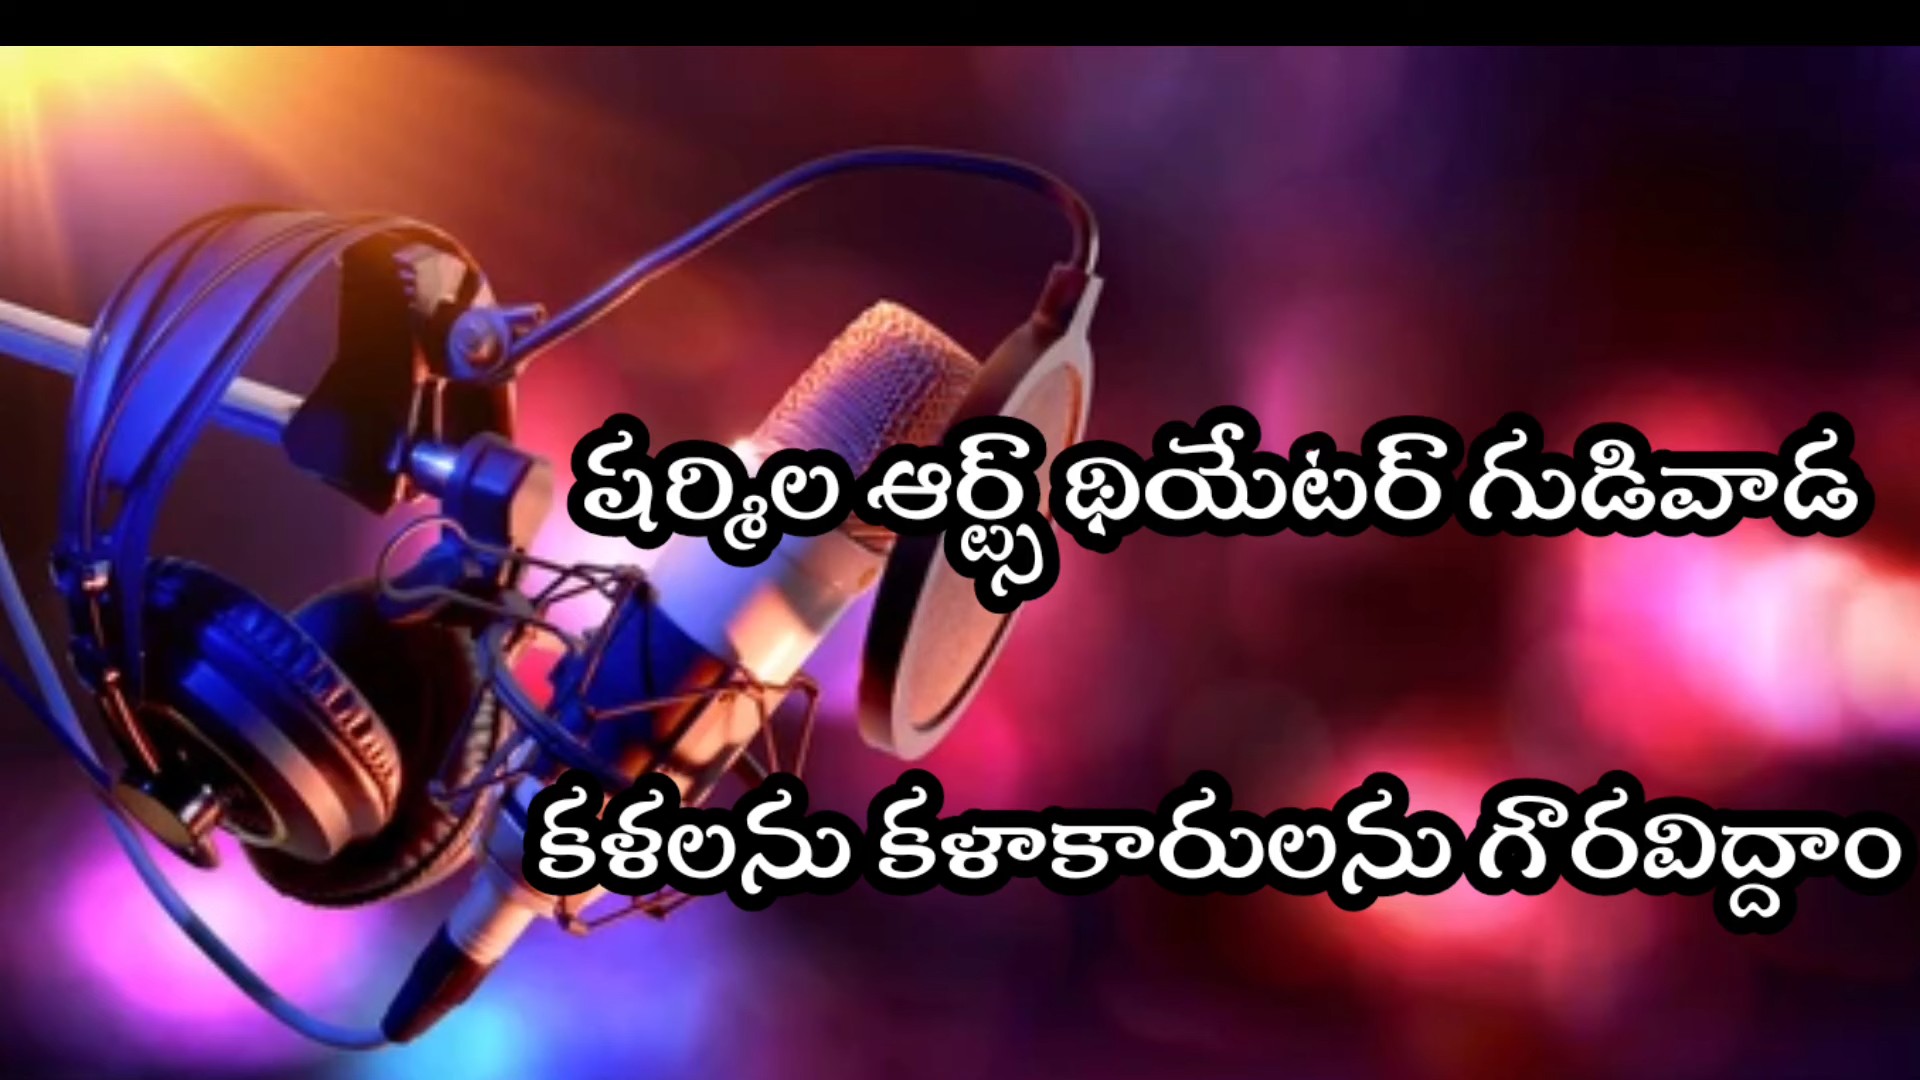 షర్మిల ఆర్ట్స్ థియేటర్ గుడివాడ
కళలను కళాకారులను గౌరవిద్దాం